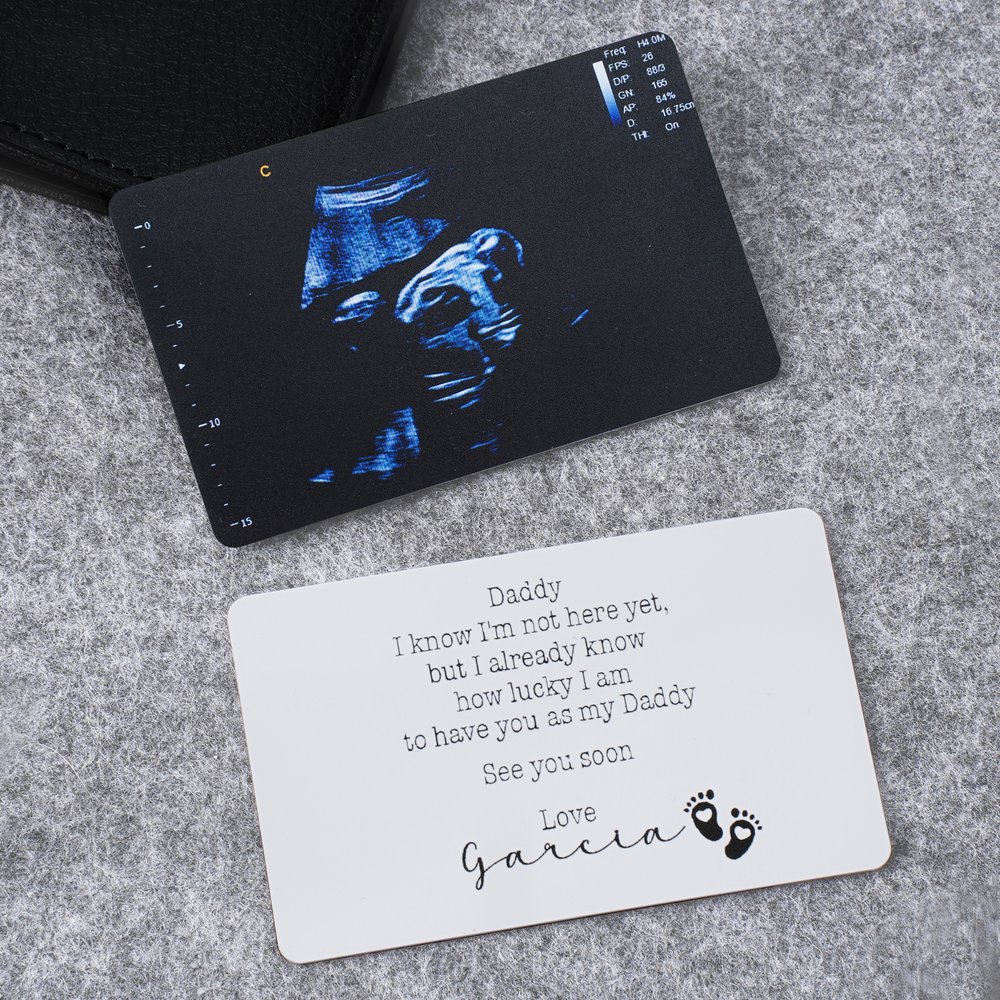 Freq: H4.0M
FPS: 26
D/P: 88/3
GN: 165
AP: 84%
D: 16.75cm
THI: On
C
0
5
10
15
Daddy
I know I'm not here yet,
but I already know
how lucky I am
to have you as my Daddy
See you soon
Love
Garcia